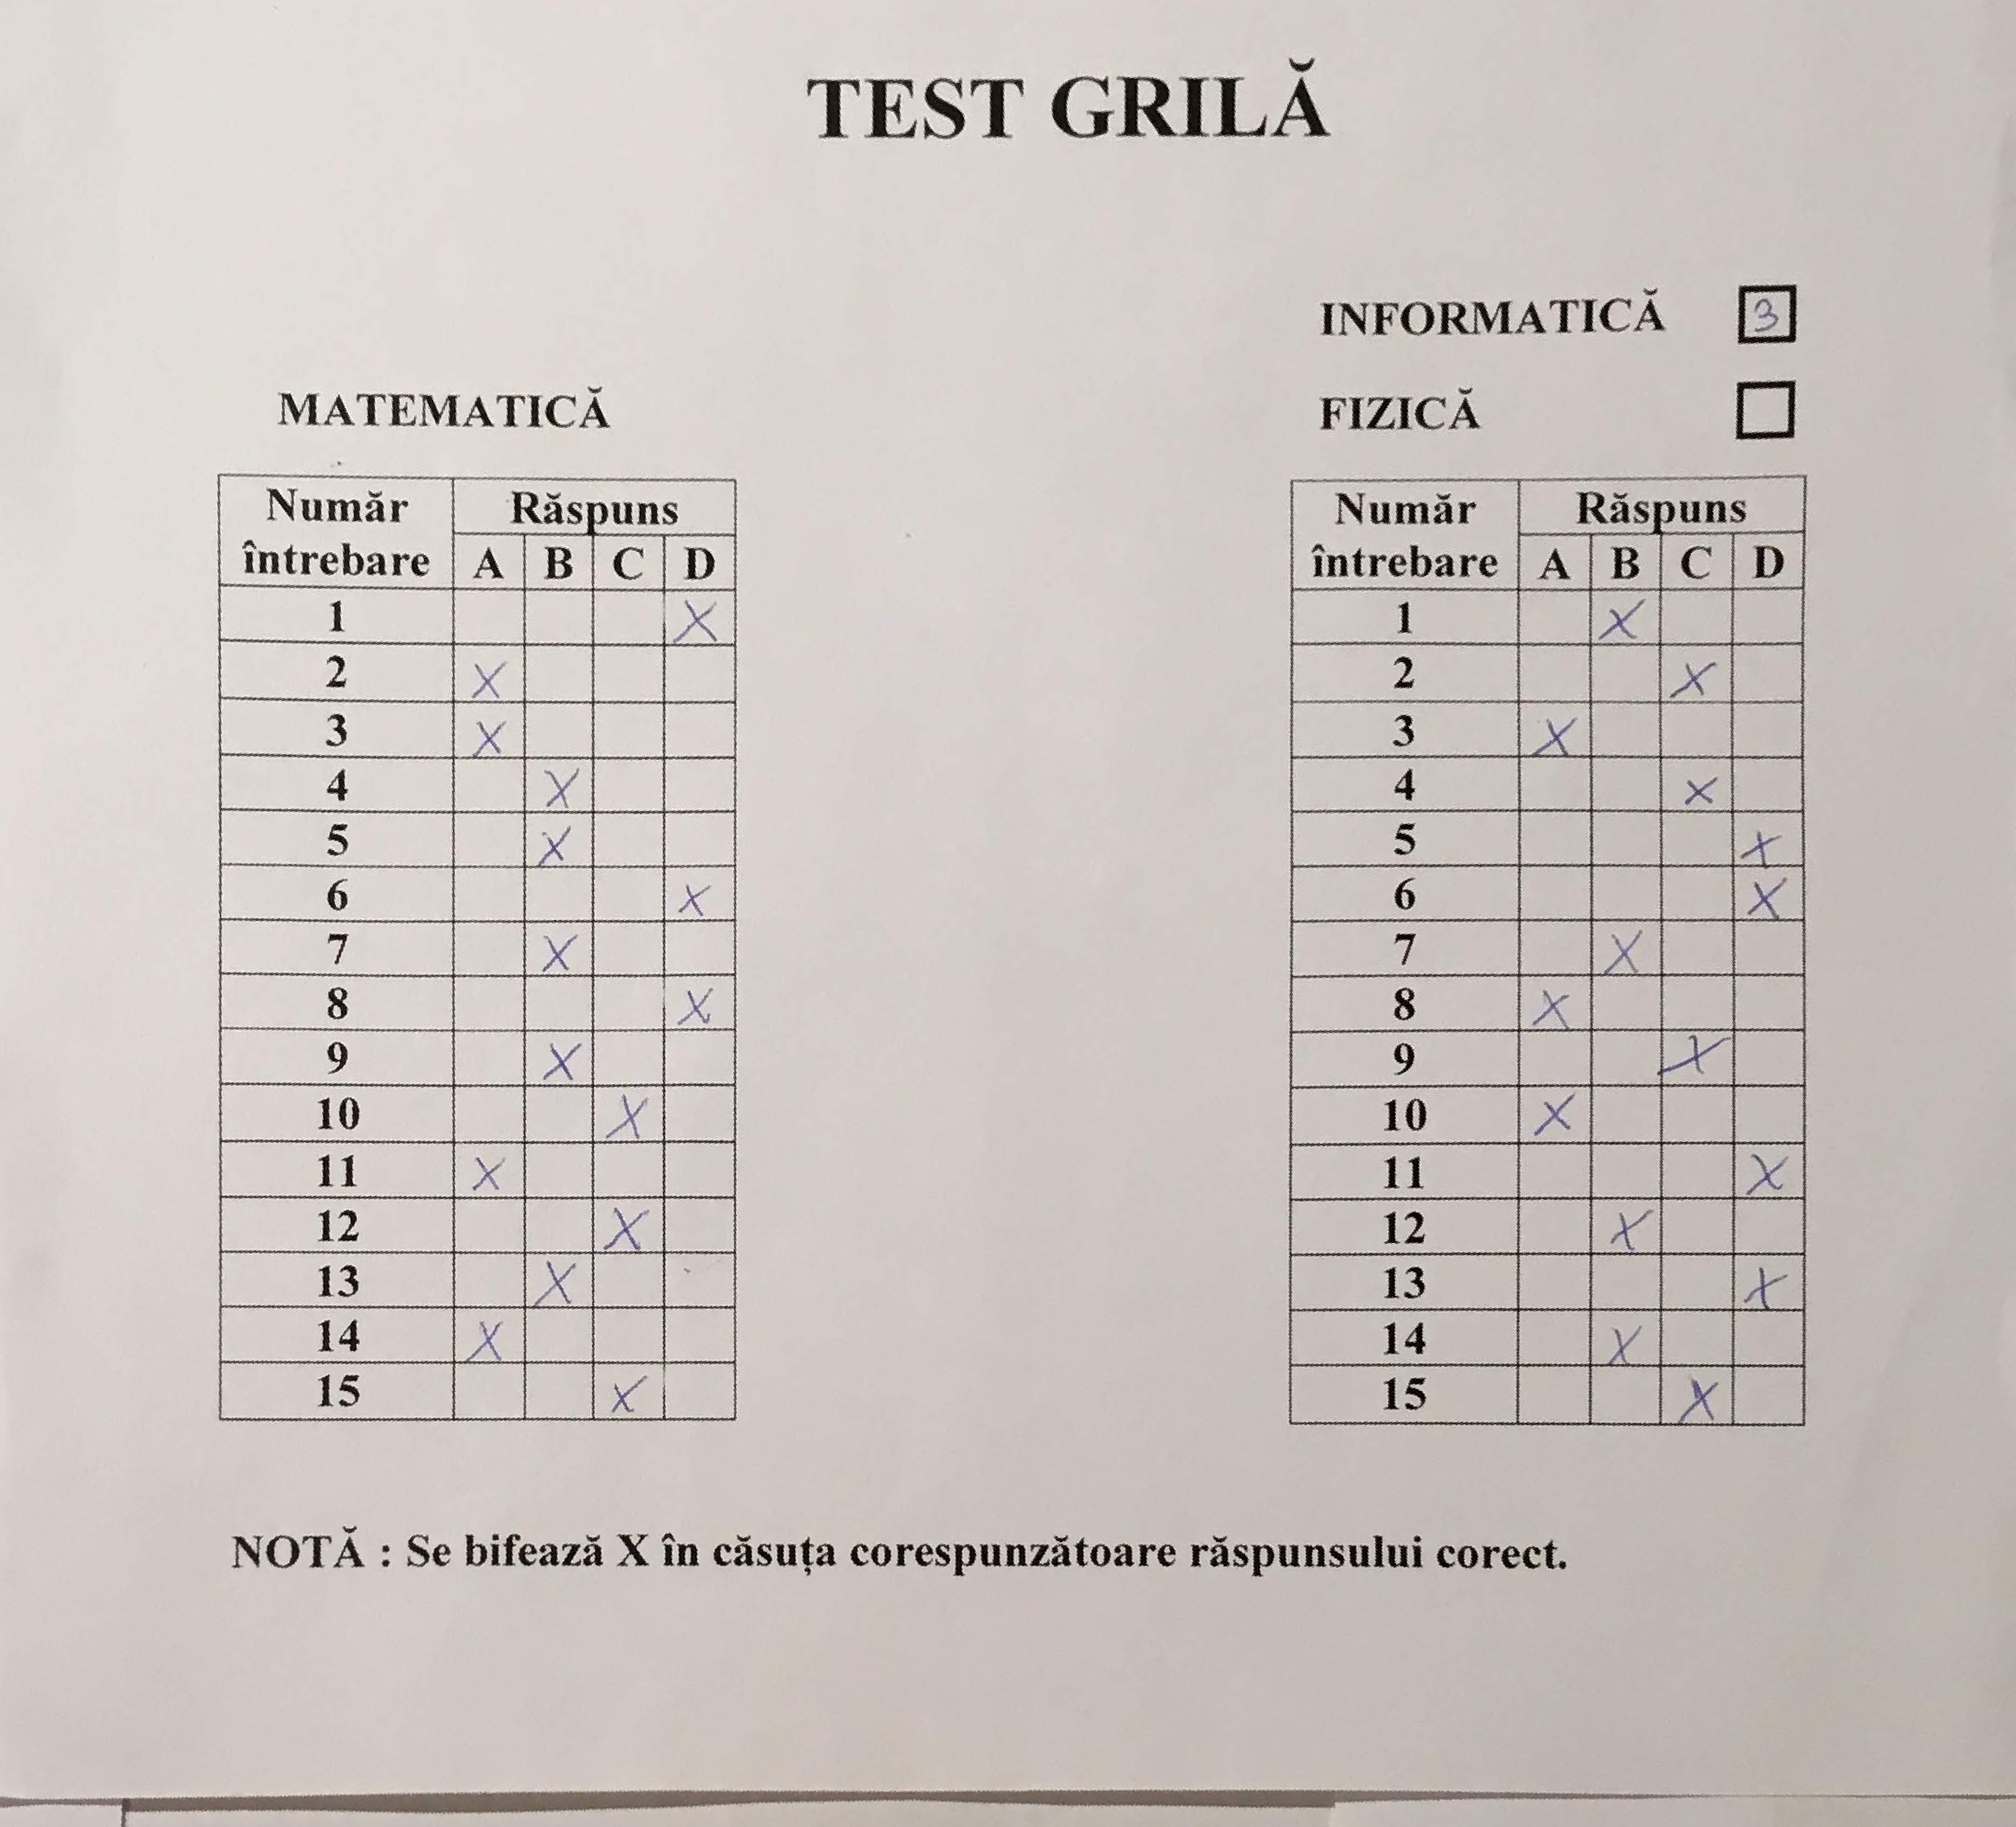 TEST GRILĂ
INFORMATICĂ 3
MATEMATICĂ FIZICĂ
Număr întrebare Răspuns Număr întrebare Răspuns
A B C D A B C D
1 X 1 X
2 X 2 X
3 X 3 X
4 X 4 X
5 X 5 X
6 X 6 X
7 X 7 X
8 X 8 X
9 X 9 X
10 X 10 X
11 X 11 X
12 X 12 X
13 X 13 X
14 X 14 X
15 X 15 X
NOTĂ : Se bifează X în căsuța corespunzătoare răspunsului corect.